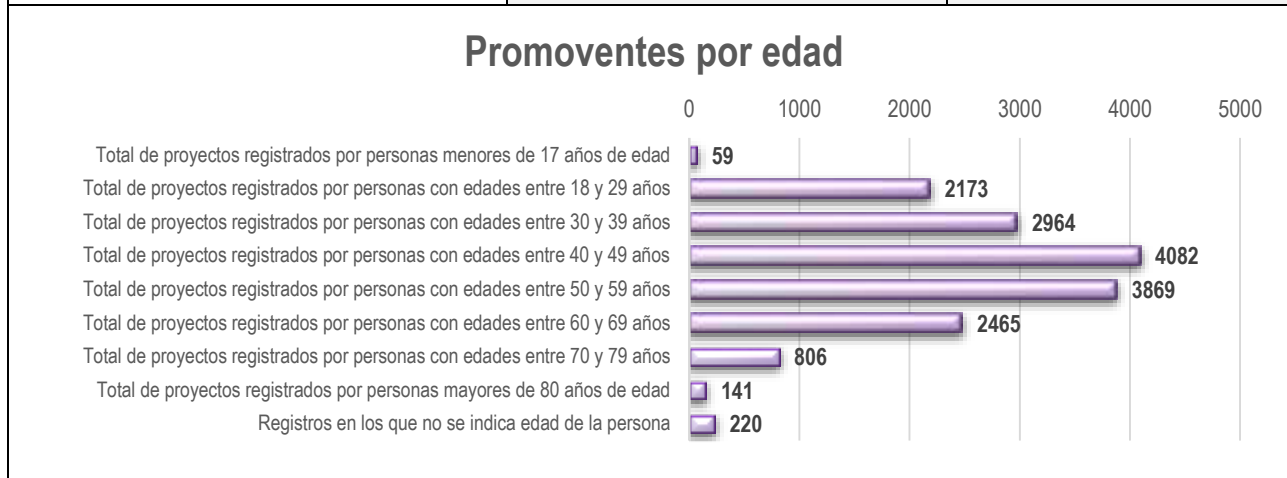 Promoventes por edad
0 1000 2000 3000 4000 5000
Total de proyectos registrados por personas menores de 17 años de edad 59
Total de proyectos registrados por personas con edades entre 18 y 29 años 2173
Total de proyectos registrados por personas con edades entre 30 y 39 años 2964
Total de proyectos registrados por personas con edades entre 40 y 49 años 4082
Total de proyectos registrados por personas con edades entre 50 y 59 años 3869
Total de proyectos registrados por personas con edades entre 60 y 69 años 2465
Total de proyectos registrados por personas con edades entre 70 y 79 años 806
Total de proyectos registrados por personas mayores de 80 años de edad 141
Registros en los que no se indica edad de la persona 220